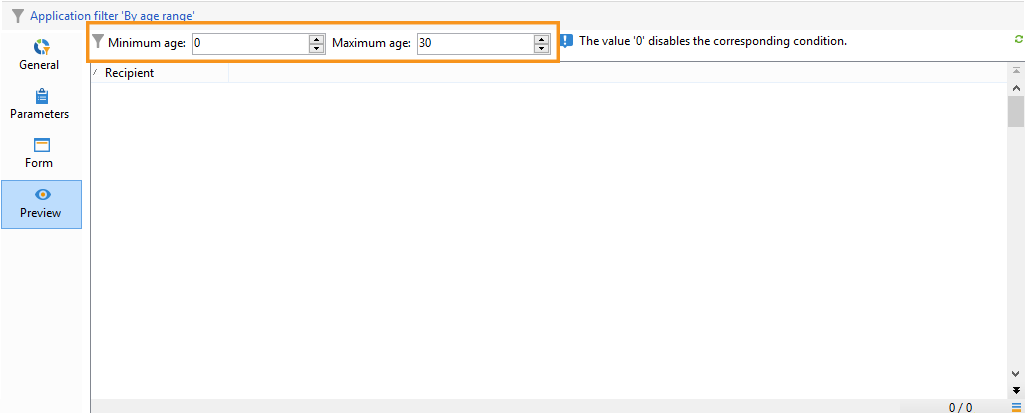 Application filter 'By age range'
Minimum age: 0 Maximum age: 30 The value '0' disables the corresponding condition.
General
Recipient
Parameters
Form
Preview
0 / 0